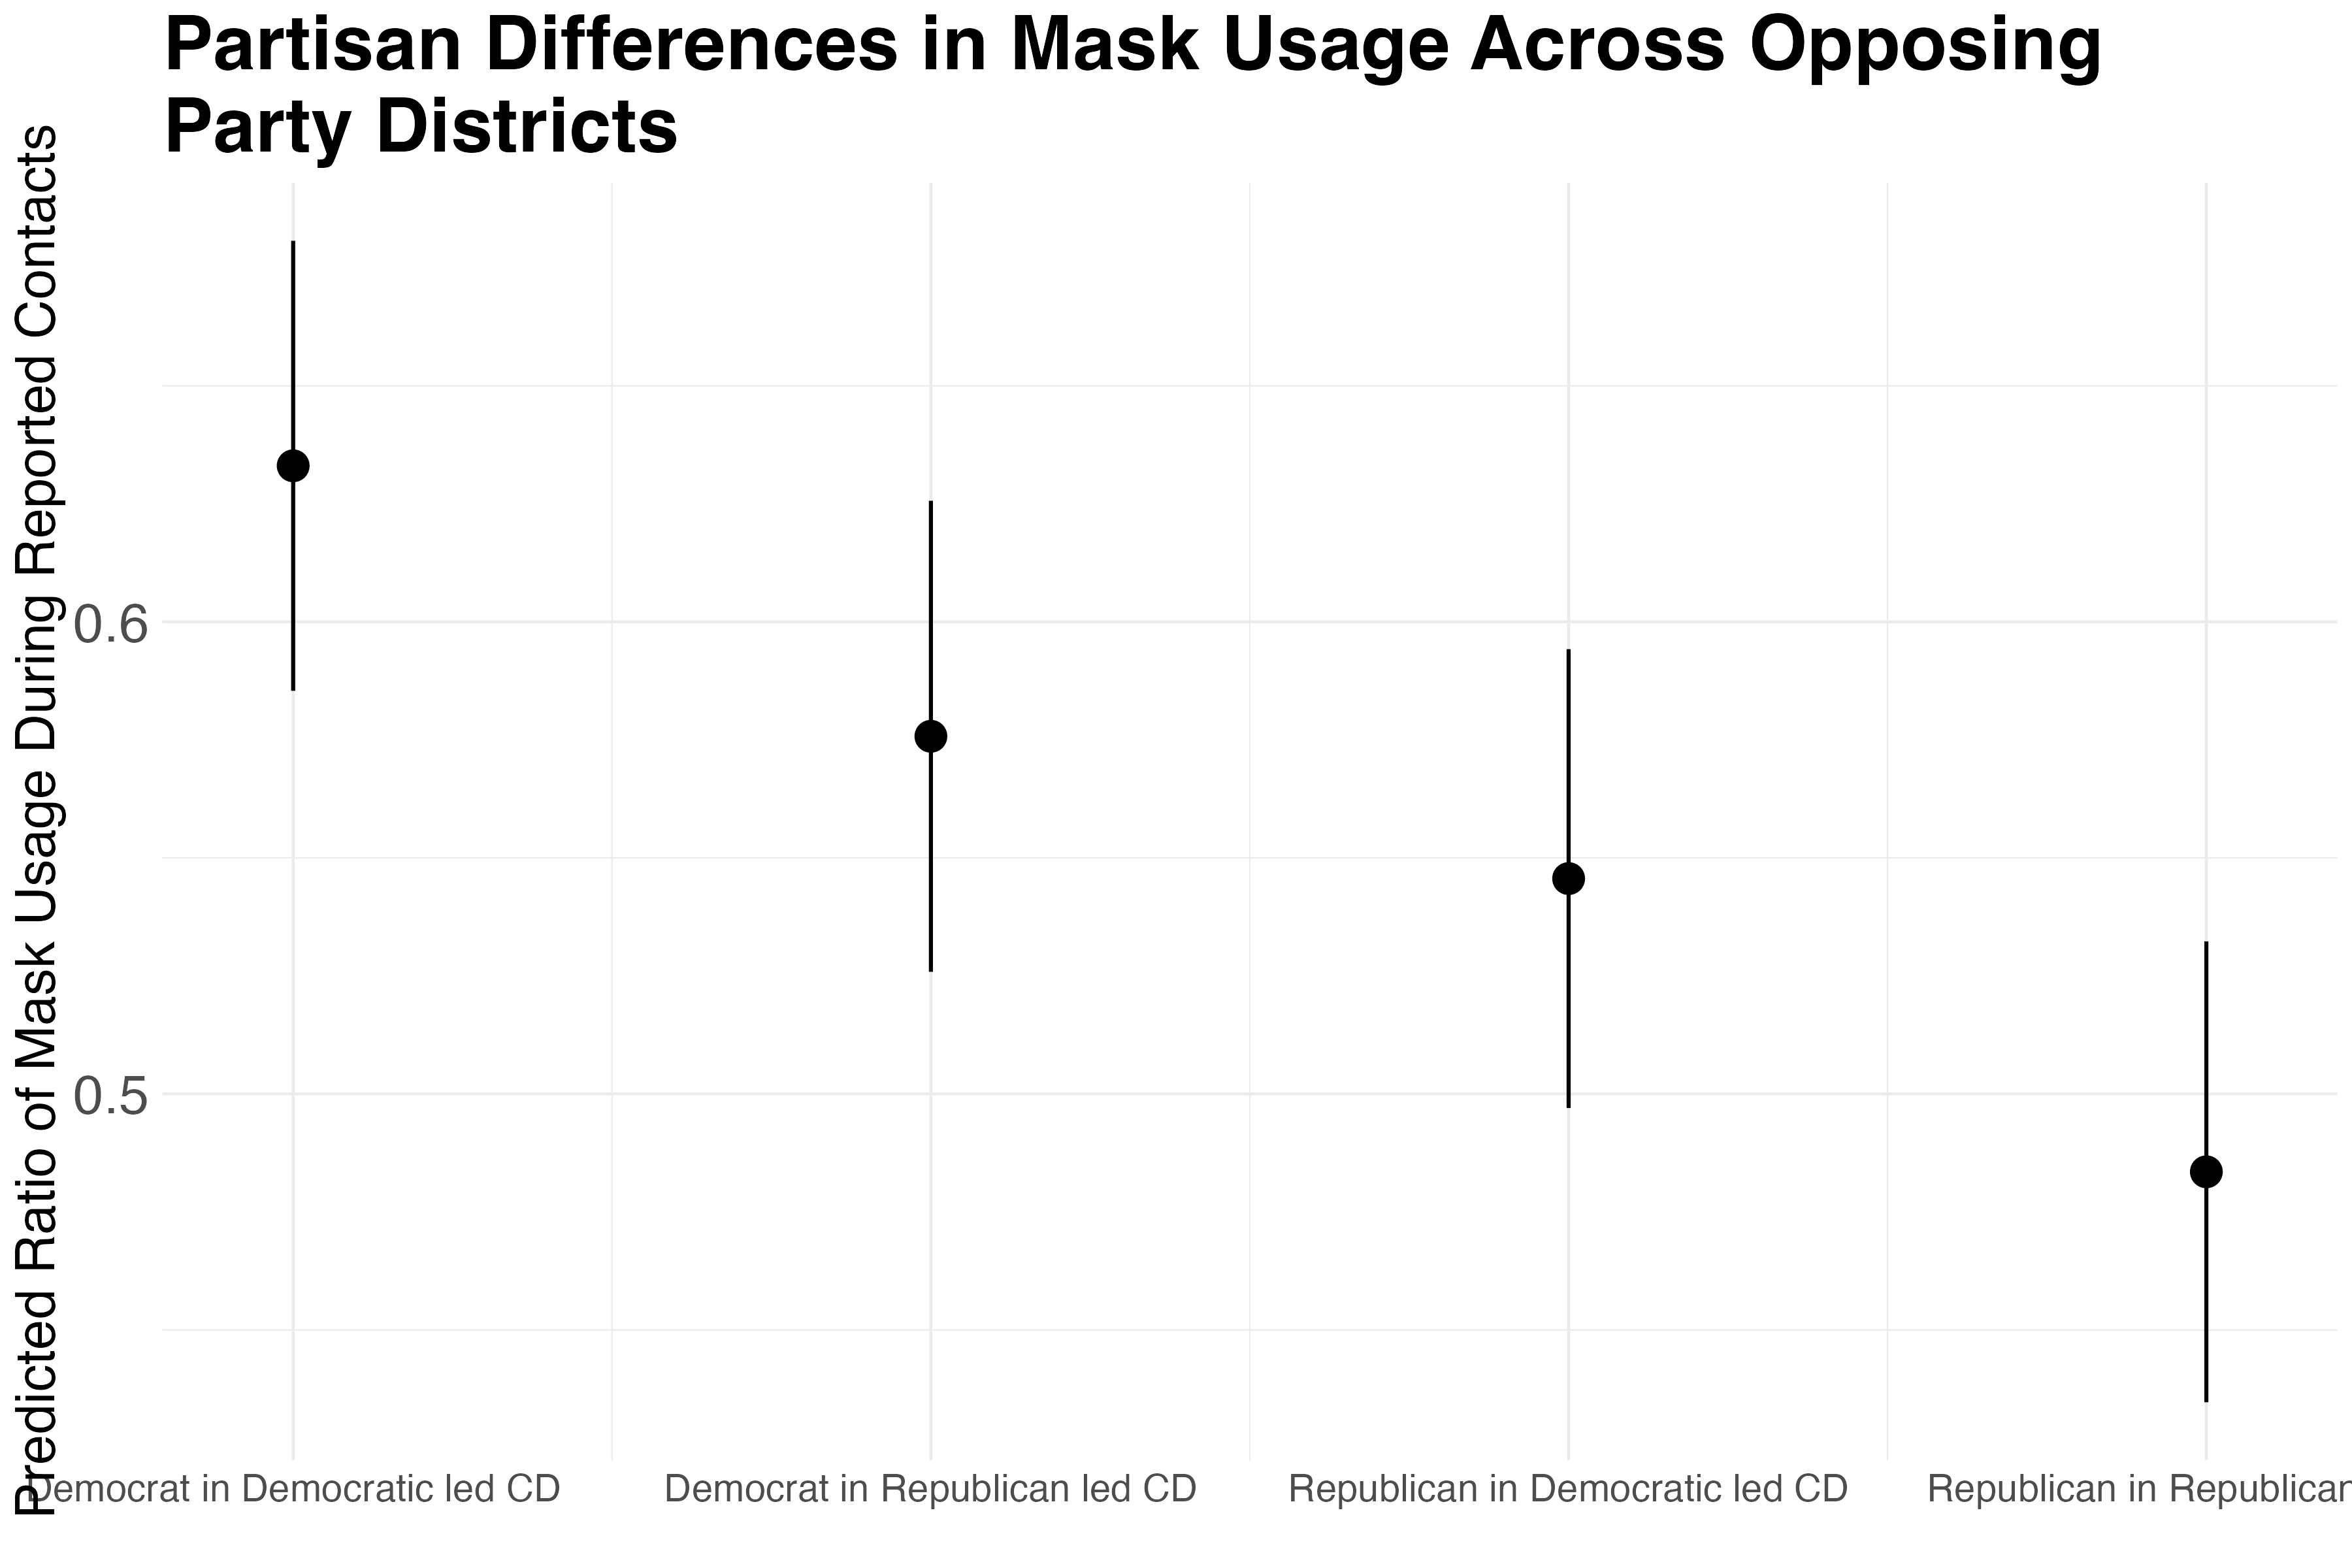 Partisan Differences in Mask Usage Across Opposing
Party Districts
Predicted Ratio of Mask Usage During Reported Contacts
0.6
0.5
Democrat in Democratic led CD
Democrat in Republican led CD
Republican in Democratic led CD
Republican in Republican